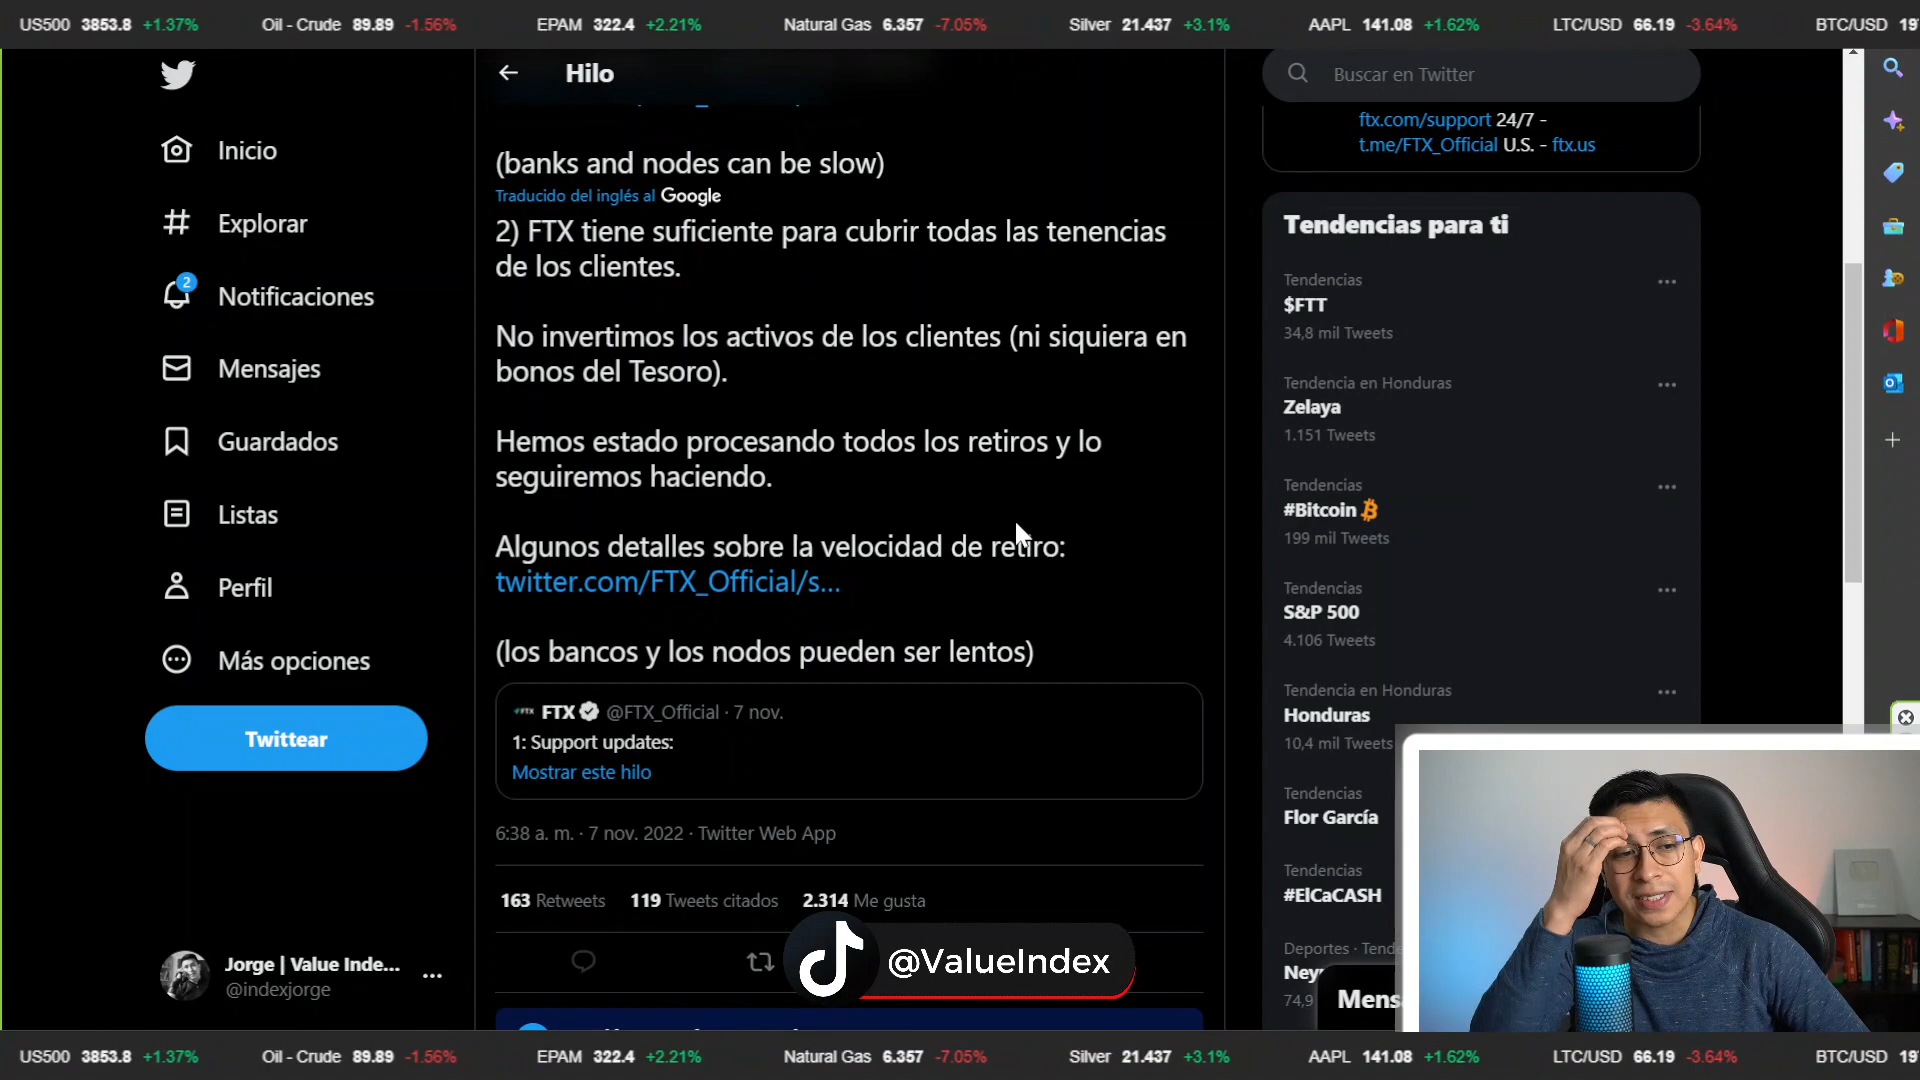 US500 3853.8 +1.37% Oil - Crude 89.89 -1.56% EPAM 322.4 +2.21% Natural Gas 6.357 -7.05% Silver 21.437 +3.1% AAPL 141.08 +1.62% LTC/USD 66.19 -3.64% BTC/USD
Inicio
Explorar
2
Notificaciones
Mensajes
Guardados
Listas
Perfil
Más opciones
Twittear
Jorge | Value Inde...
@indexjorge
Hilo
(banks and nodes can be slow)
Traducido del inglés al Google
2) FTX tiene suficiente para cubrir todas las tenencias
de los clientes.
No invertimos los activos de los clientes (ni siquiera en
bonos del Tesoro).
Hemos estado procesando todos los retiros y lo
seguiremos haciendo.
Algunos detalles sobre la velocidad de retiro:
twitter.com/FTX_Official/s...
(los bancos y los nodos pueden ser lentos)
FTX @FTX_Official · 7 nov.
1: Support updates:
Mostrar este hilo
6:38 a. m. · 7 nov. 2022 · Twitter Web App
163 Retweets 119 Tweets citados 2.314 Me gusta
@ValueIndex
Buscar en Twitter
ftx.com/support 24/7 -
t.me/FTX_Official U.S. - ftx.us
Tendencias para ti
Tendencias
$FTT
34,8 mil Tweets
Tendencia en Honduras
Zelaya
1.151 Tweets
Tendencias
#Bitcoin
199 mil Tweets
Tendencias
S&P 500
4.106 Tweets
Tendencia en Honduras
Honduras
10,4 mil Tweets
Tendencias
Flor García
Tendencias
#ElCaCASH
Deportes · Tende
Ney
74,9
Mens
US500 3853.8 +1.37% Oil - Crude 89.89 -1.56% EPAM 322.4 +2.21% Natural Gas 6.357 -7.05% Silver 21.437 +3.1% AAPL 141.08 +1.62% LTC/USD 66.19 -3.64% BTC/USD